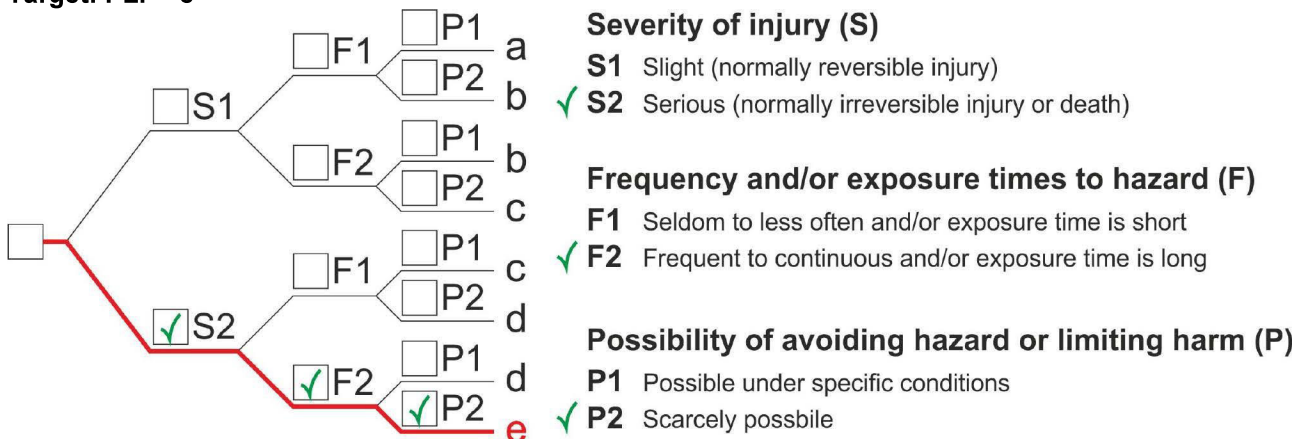 P1
F1
a
P2
b
S1
P1
b
F2
P2
c
P1
c
F1
P2
d
S2
P1
d
F2
P2
e
Severity of injury (S)
S1 Slight (normally reversible injury)
S2 Serious (normally irreversible injury or death)
Frequency and/or exposure times to hazard (F)
F1 Seldom to less often and/or exposure time is short
F2 Frequent to continuous and/or exposure time is long
Possibility of avoiding hazard or limiting harm (P)
P1 Possible under specific conditions
P2 Scarcely possbile